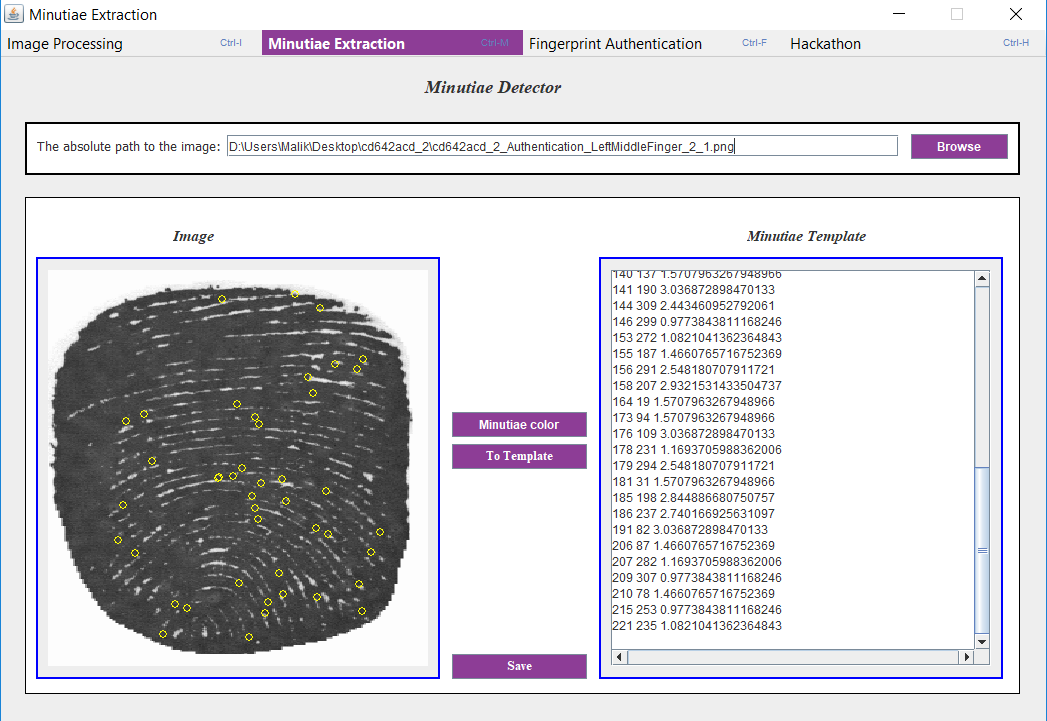 Minutiae Extraction
Image Processing Ctrl-I Minutiae Extraction Ctrl-M Fingerprint Authentication Ctrl-F Hackathon Ctrl-H
Minutiae Detector
The absolute path to the image: D:\Users\Malik\Desktop\cd642acd_2\cd642acd_2_Authentication_LeftMiddleFinger_2_1.png Browse
Image
Minutiae Template
Minutiae color
To Template
Save
140 137 1.5707963267948966
141 190 3.036872898470133
144 309 2.443460952792061
146 299 0.9773843811168246
153 272 1.0821041362364843
155 187 1.4660765716752369
156 291 2.548180707911721
158 207 2.9321531433504737
164 19 1.5707963267948966
173 94 1.5707963267948966
176 109 3.036872898470133
178 231 1.1693705988362006
179 294 2.548180707911721
181 31 1.5707963267948966
185 198 2.844886680750757
186 237 2.740166925631097
191 82 3.036872898470133
206 87 1.4660765716752369
207 282 1.1693705988362006
209 307 0.9773843811168246
210 78 1.4660765716752369
215 253 0.9773843811168246
221 235 1.0821041362364843